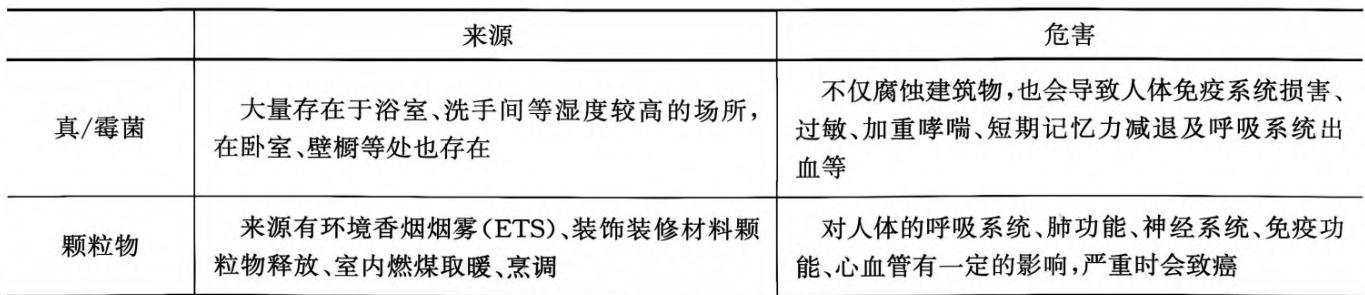 来源
危害
真/霉菌
大量存在于浴室、洗手间等湿度较高的场所，
在卧室、壁橱等处也存在
不仅腐蚀建筑物，也会导致人体免疫系统损害、
过敏、加重哮喘、短期记忆力减退及呼吸系统出
血等
颗粒物
来源有环境香烟烟雾(ETS)、装饰装修材料颗
粒物释放、室内燃煤取暖、烹调
对人体的呼吸系统、肺功能、神经系统、免疫功
能、心血管有一定的影响，严重时会致癌